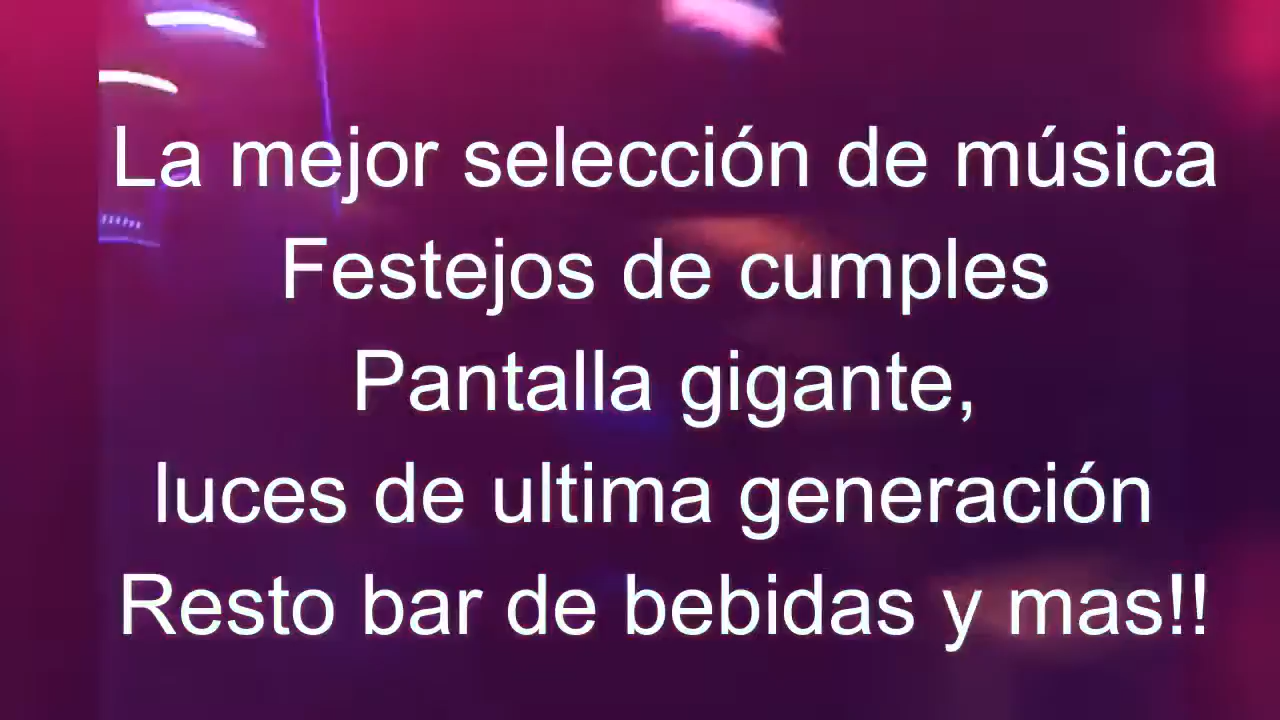 La mejor selección de música
Festejos de cumples
Pantalla gigante,
luces de ultima generación
Resto bar de bebidas y mas!!